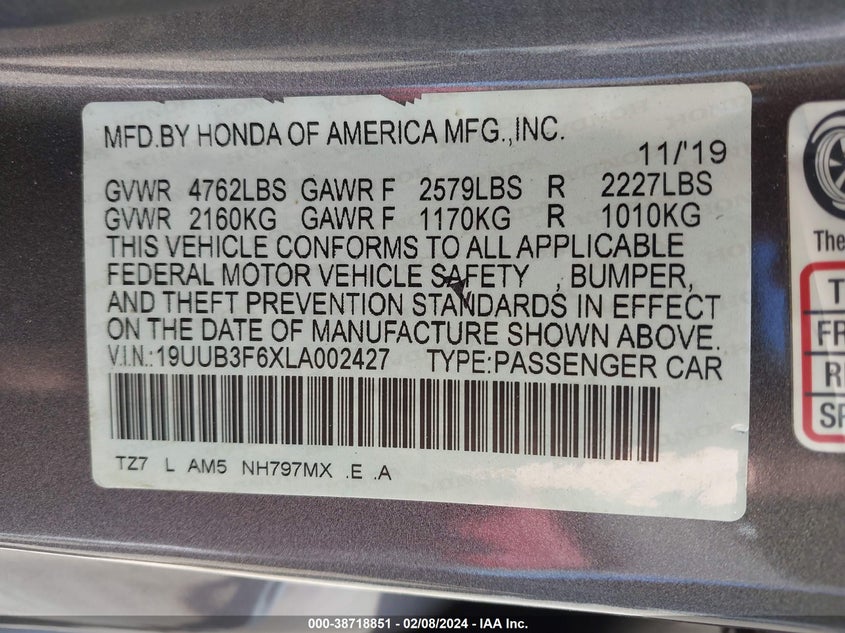 MFD.BY HONDA OF AMERICA MFG.,INC.
11/'19
GVWR 4762LBS GAWR F 2579LBS R 2227LBS
GVWR 2160KG GAWR F 1170KG R 1010KG
THIS VEHICLE CONFORMS TO ALL APPLICABLE
FEDERAL MOTOR VEHICLE SAFETY , BUMPER,
AND THEFT PREVENTION STANDARDS IN EFFECT
ON THE DATE OF MANUFACTURE SHOWN ABOVE.
V.I.N.:19UUB3F6XLA002427 TYPE:PASSENGER CAR
TZ7 L AM5 NH797MX .E .A
The
000-38718851 - 02/08/2024 - IAA Inc.